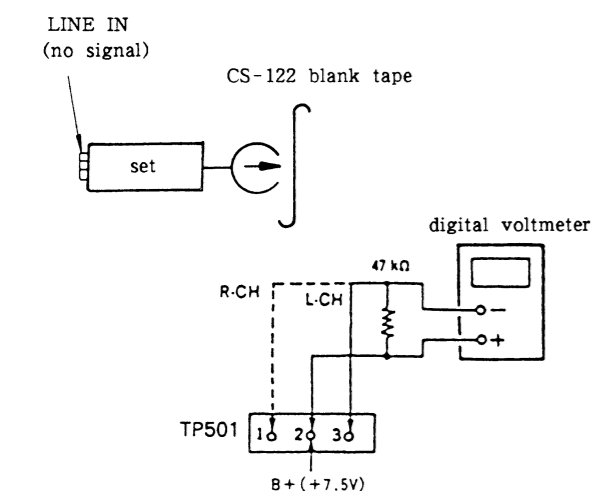 LINE IN
(no signal)
CS-122 blank tape
set
digital voltmeter
47 kΩ
R-CH
L-CH
−
+
TP501
1 2 3
B+(+7.5V)